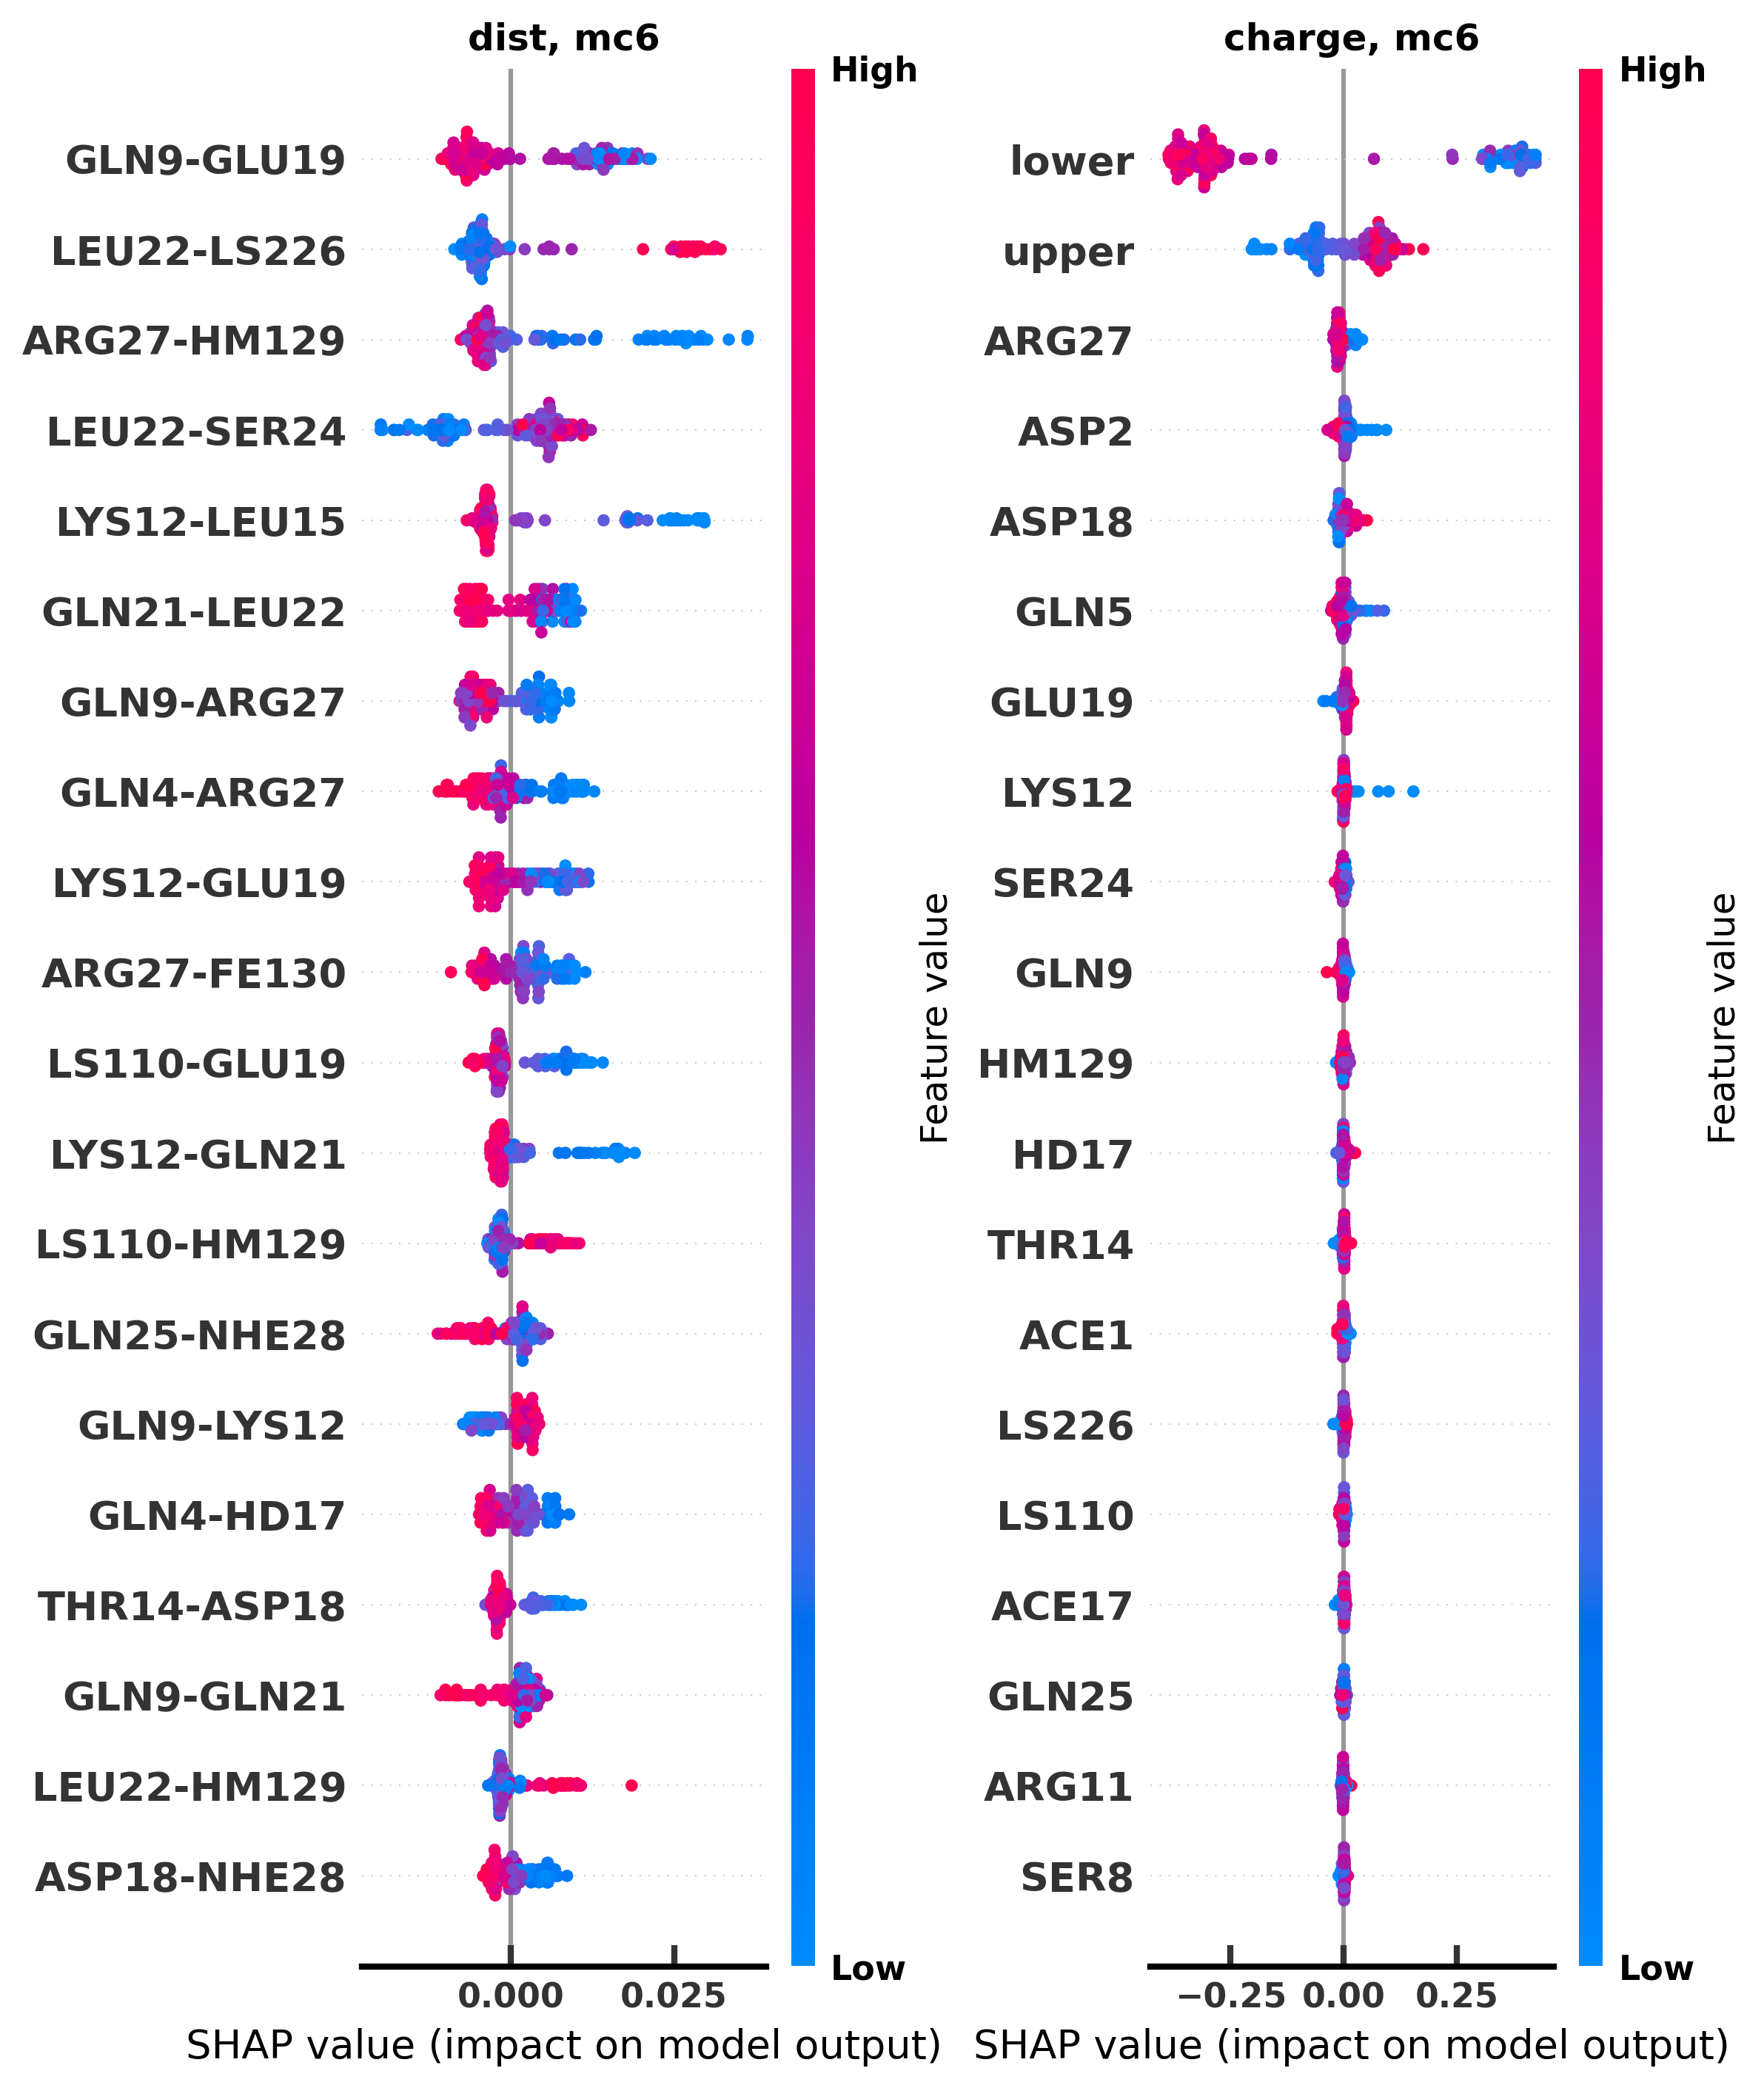 dist, mc6
High
GLN9-GLU19
LEU22-LS226
ARG27-HM129
LEU22-SER24
LYS12-LEU15
GLN21-LEU22
GLN9-ARG27
GLN4-ARG27
LYS12-GLU19
ARG27-FE130
LS110-GLU19
LYS12-GLN21
LS110-HM129
GLN25-NHE28
GLN9-LYS12
GLN4-HD17
THR14-ASP18
GLN9-GLN21
LEU22-HM129
ASP18-NHE28
Feature value
Low
0.000 0.025
SHAP value (impact on model output)
charge, mc6
High
lower
upper
ARG27
ASP2
ASP18
GLN5
GLU19
LYS12
SER24
GLN9
HM129
HD17
THR14
ACE1
LS226
LS110
ACE17
GLN25
ARG11
SER8
Feature value
Low
−0.25 0.00 0.25
SHAP value (impact on model output)